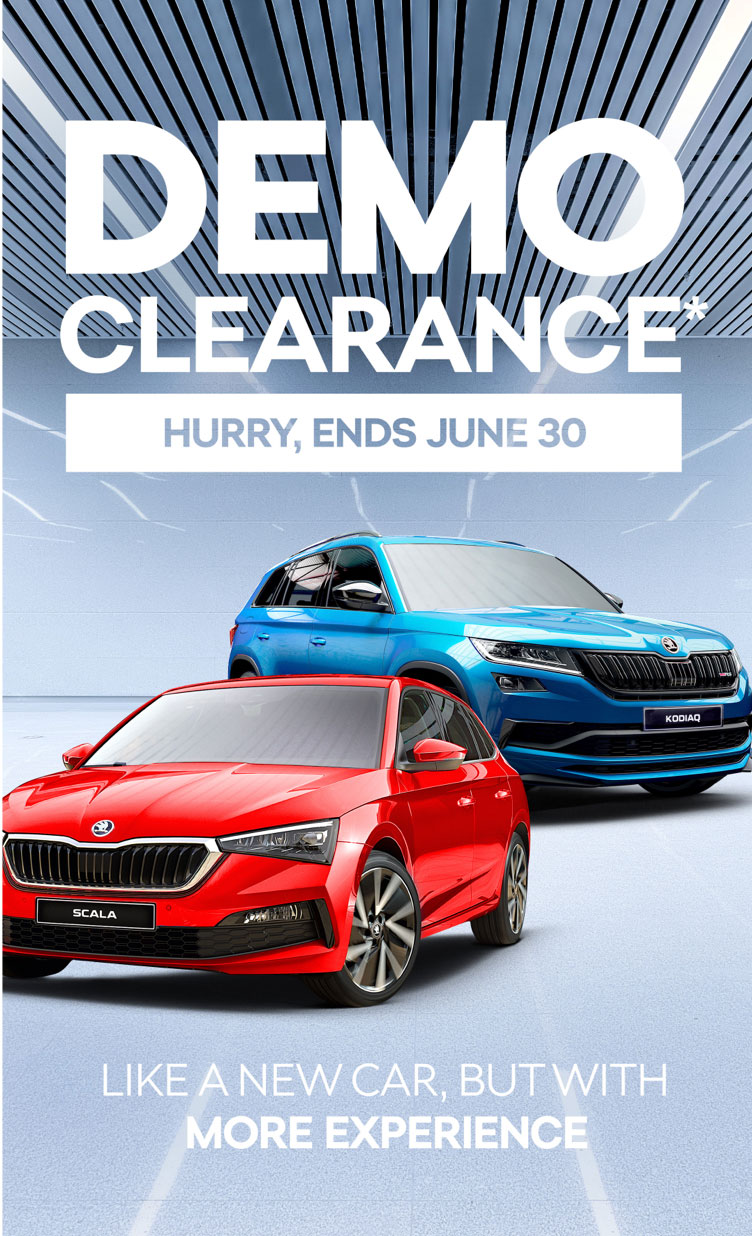 DEMO
CLEARANCE*
HURRY, ENDS JUNE 30
KODIAQ
SCALA
LIKE A NEW CAR, BUT WITH
MORE EXPERIENCE